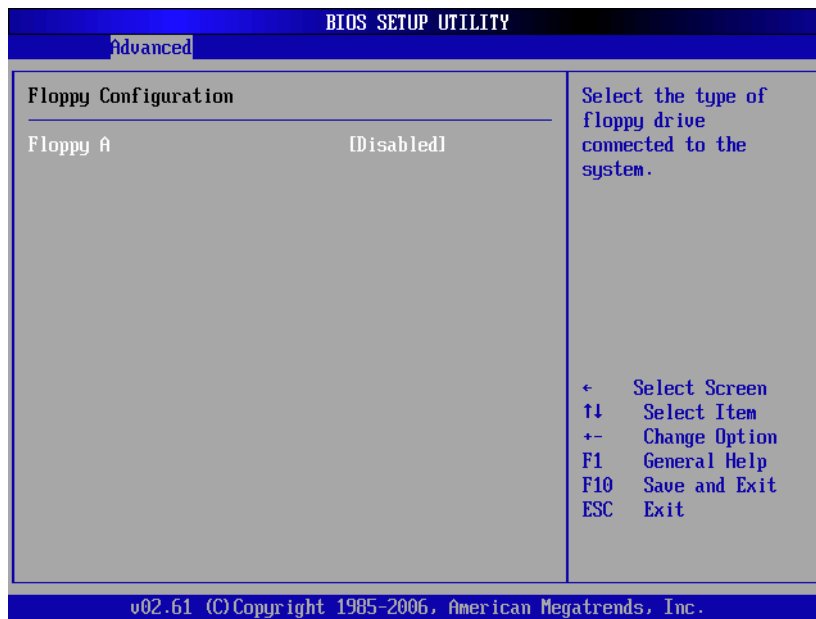 BIOS SETUP UTILITY
Advanced
Floppy Configuration
Floppy A [Disabled]
Select the type of
floppy drive
connected to the
system.
← Select Screen
↑↓ Select Item
+- Change Option
F1 General Help
F10 Save and Exit
ESC Exit
v02.61 (C)Copyright 1985-2006, American Megatrends, Inc.